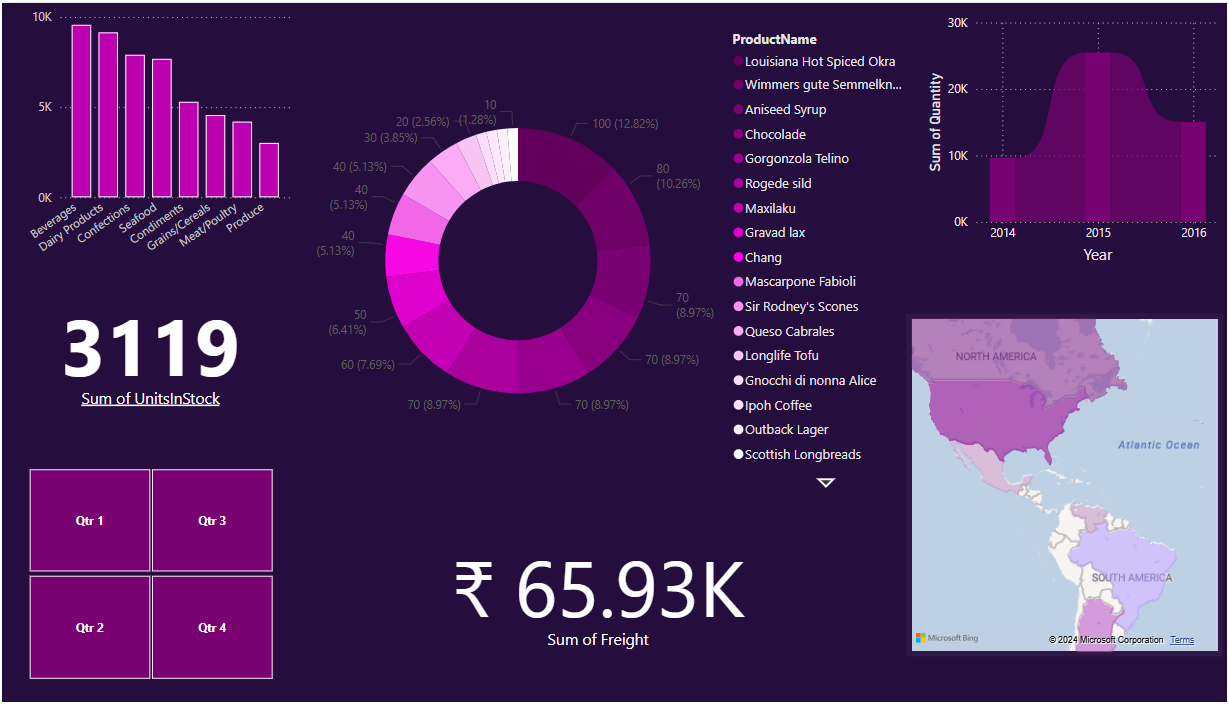 10K
5K
0K
Beverages
Dairy Products
Confections
Seafood
Condiments
Grains/Cereals
Meat/Poultry
Produce
3119
Sum of UnitsInStock
Qtr 1
Qtr 3
Qtr 2
Qtr 4
10
(1.28%)
20 (2.56%)
30 (3.85%)
40 (5.13%)
40
(5.13%)
40
(5.13%)
50
(6.41%)
60 (7.69%)
70 (8.97%)
70 (8.97%)
70 (8.97%)
70
(8.97%)
80
(10.26%)
100 (12.82%)
ProductName
Louisiana Hot Spiced Okra
Wimmers gute Semmelkn...
Aniseed Syrup
Chocolade
Gorgonzola Telino
Rogede sild
Maxilaku
Gravad lax
Chang
Mascarpone Fabioli
Sir Rodney's Scones
Queso Cabrales
Longlife Tofu
Gnocchi di nonna Alice
Ipoh Coffee
Outback Lager
Scottish Longbreads
₹ 65.93K
Sum of Freight
30K
20K
10K
0K
Sum of Quantity
2014
2015
2016
Year
NORTH AMERICA
Atlantic Ocean
SOUTH AMERICA
Microsoft Bing
© 2024 Microsoft Corporation Terms